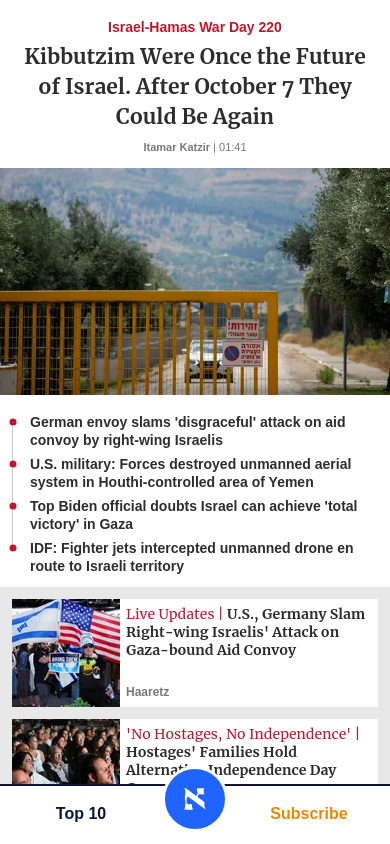 Israel-Hamas War Day 220
Kibbutzim Were Once the Future
of Israel. After October 7 They
Could Be Again
Itamar Katzir | 01:41
זהירות!
German envoy slams 'disgraceful' attack on aid
convoy by right-wing Israelis
U.S. military: Forces destroyed unmanned aerial
system in Houthi-controlled area of Yemen
Top Biden official doubts Israel can achieve 'total
victory' in Gaza
IDF: Fighter jets intercepted unmanned drone en
route to Israeli territory
Live Updates | U.S., Germany Slam
Right-wing Israelis' Attack on
Gaza-bound Aid Convoy
Haaretz
'No Hostages, No Independence' |
Hostages' Families Hold
Independence Day
Top 10
Subscribe